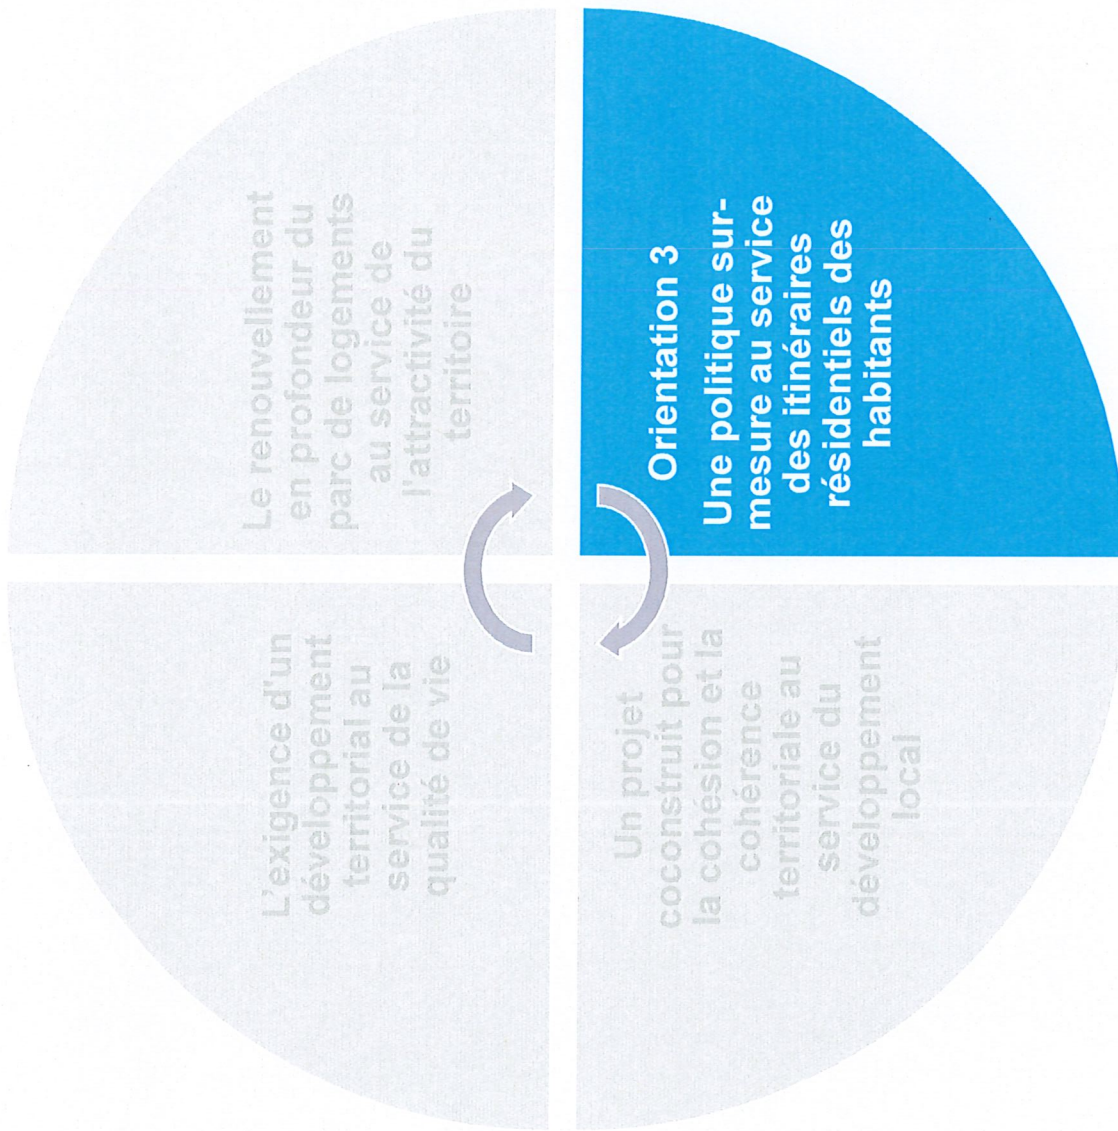 L'exigence d'un
développement
territorial au
service de la
qualité de vie
Le renouvellement
en profondeur du
parc de logements
au service de
l'attractivité du
territoire
Orientation 3
Une politique sur-
mesure au service
des itinéraires
résidentiels des
habitants
Un projet
coconstruit pour
la cohésion et la
cohérence
territoriale au
service du
développement
local